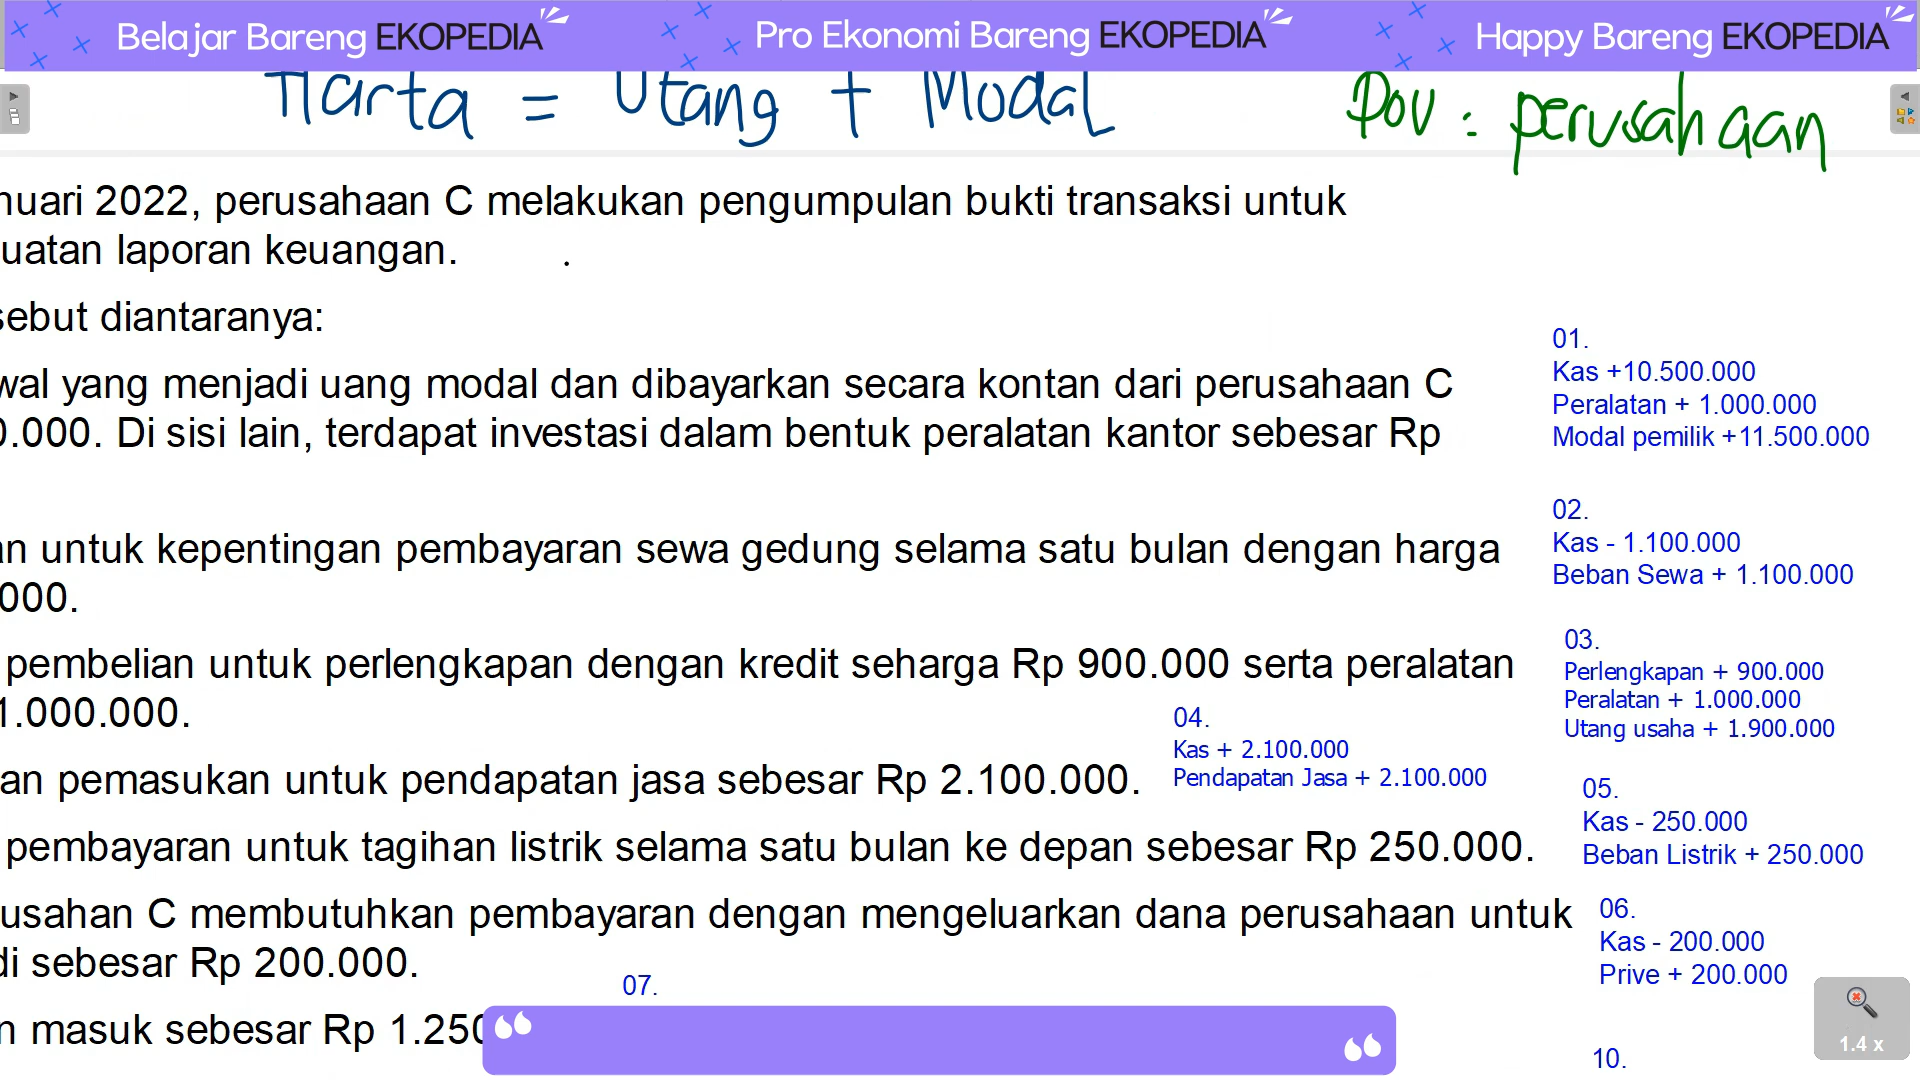 Belajar Bareng EKOPEDIA Pro Ekonomi Bareng EKOPEDIA Happy Bareng EKOPEDIA
Harta = Utang + Modal
Pov : perusahaan
nuari 2022, perusahaan C melakukan pengumpulan bukti transaksi untuk
uatan laporan keuangan.
sebut diantaranya:
wal yang menjadi uang modal dan dibayarkan secara kontan dari perusahaan C
0.000. Di sisi lain, terdapat investasi dalam bentuk peralatan kantor sebesar Rp
01.
Kas +10.500.000
Peralatan + 1.000.000
Modal pemilik +11.500.000
an untuk kepentingan pembayaran sewa gedung selama satu bulan dengan harga
000.
02.
Kas - 1.100.000
Beban Sewa + 1.100.000
pembelian untuk perlengkapan dengan kredit seharga Rp 900.000 serta peralatan
1.000.000.
03.
Perlengkapan + 900.000
Peralatan + 1.000.000
Utang usaha + 1.900.000
an pemasukan untuk pendapatan jasa sebesar Rp 2.100.000.
04.
Kas + 2.100.000
Pendapatan Jasa + 2.100.000
pembayaran untuk tagihan listrik selama satu bulan ke depan sebesar Rp 250.000.
05.
Kas - 250.000
Beban Listrik + 250.000
usahan C membutuhkan pembayaran dengan mengeluarkan dana perusahaan untuk
di sebesar Rp 200.000.
06.
Kas - 200.000
Prive + 200.000
07.
n masuk sebesar Rp 1.250
10.
1.4 x